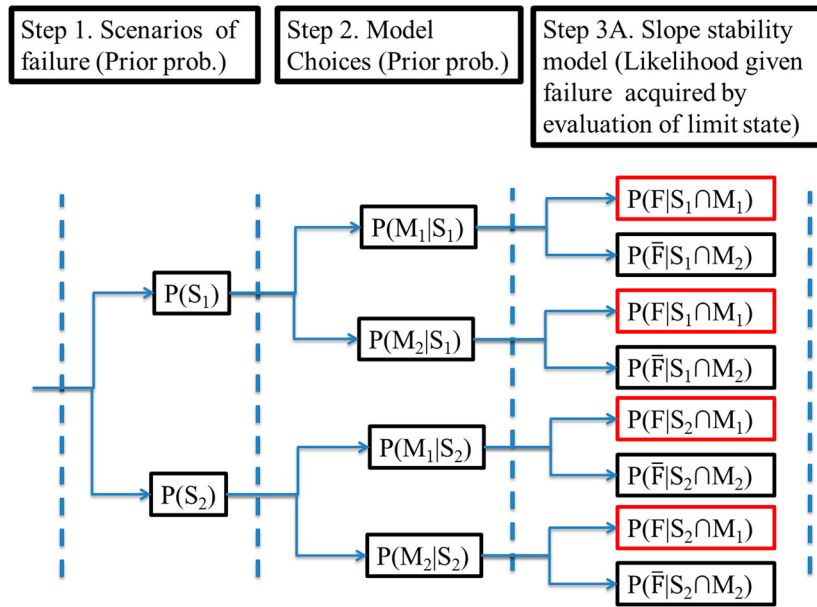 Step 1. Scenarios of
failure (Prior prob.)
Step 2. Model
Choices (Prior prob.)
Step 3A. Slope stability
model (Likelihood given
failure acquired by
evaluation of limit state)
P(S₁)
P(S₂)
P(M₁|S₁)
P(M₂|S₁)
P(M₁|S₂)
P(M₂|S₂)
P(F|S₁∩M₁)
P(F̅|S₁∩M₂)
P(F|S₁∩M₁)
P(F̅|S₁∩M₂)
P(F|S₂∩M₁)
P(F̅|S₂∩M₂)
P(F|S₂∩M₁)
P(F̅|S₂∩M₂)